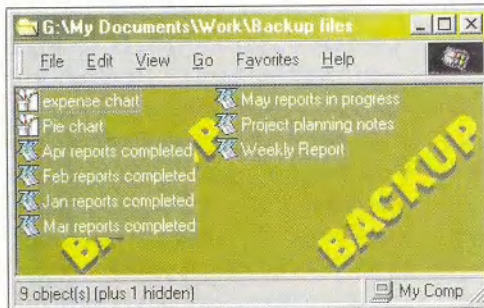 G:\My Documents\Work\Backup files
File Edit View Go Favorites Help
expense chart
Pie chart
Apr reports completed
Feb reports completed
Jan reports completed
Mar reports completed
May reports in progress
Project planning notes
Weekly Report
BACKUP
9 object(s) (plus 1 hidden)
My Comp